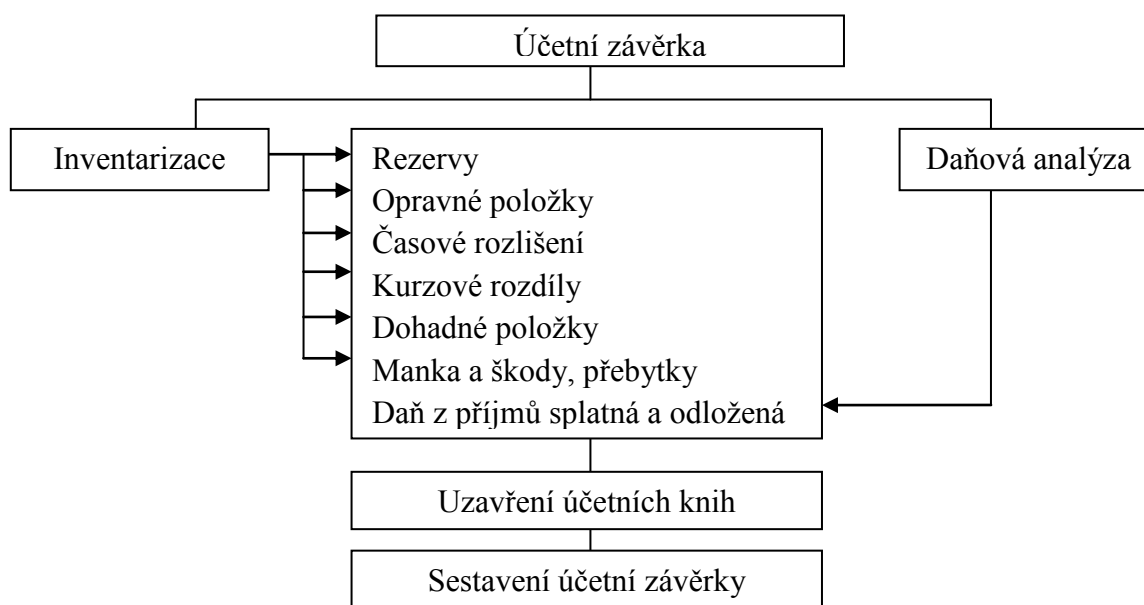 Účetní závěrka
Inventarizace
Rezervy
Opravné položky
Časové rozlišení
Kurzové rozdíly
Dohadné položky
Manka a škody, přebytky
Daň z příjmů splatná a odložená
Daňová analýza
Uzavření účetních knih
Sestavení účetní závěrky